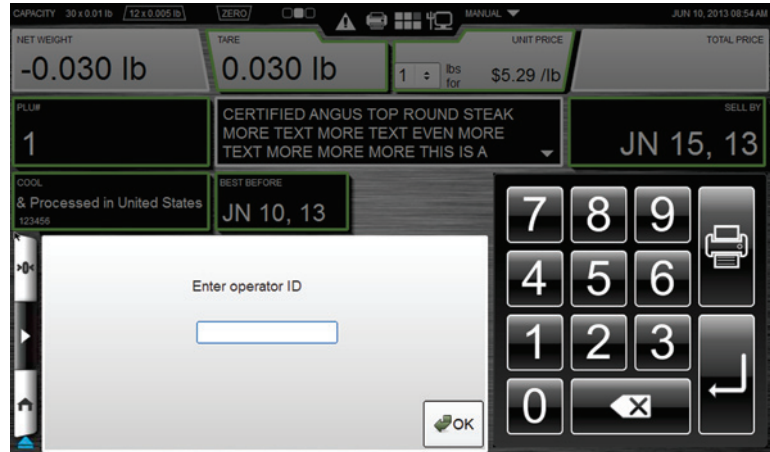 CAPACITY 30 x 0.01 lb 12 x 0.005 lb ZERO MANUAL JUN 10, 2013 08:54 AM
NET WEIGHT TARE UNIT PRICE TOTAL PRICE
-0.030 lb 0.030 lb 1 lbs for $5.29 /lb
PLU# SELL BY
1 CERTIFIED ANGUS TOP ROUND STEAK
MORE TEXT MORE TEXT EVEN MORE
TEXT MORE MORE MORE THIS IS A JN 15, 13
COOL BEST BEFORE
& Processed in United States JN 10, 13
123456
7 8 9
>0<
Enter operator ID
4 5 6
1 2 3
0
OK